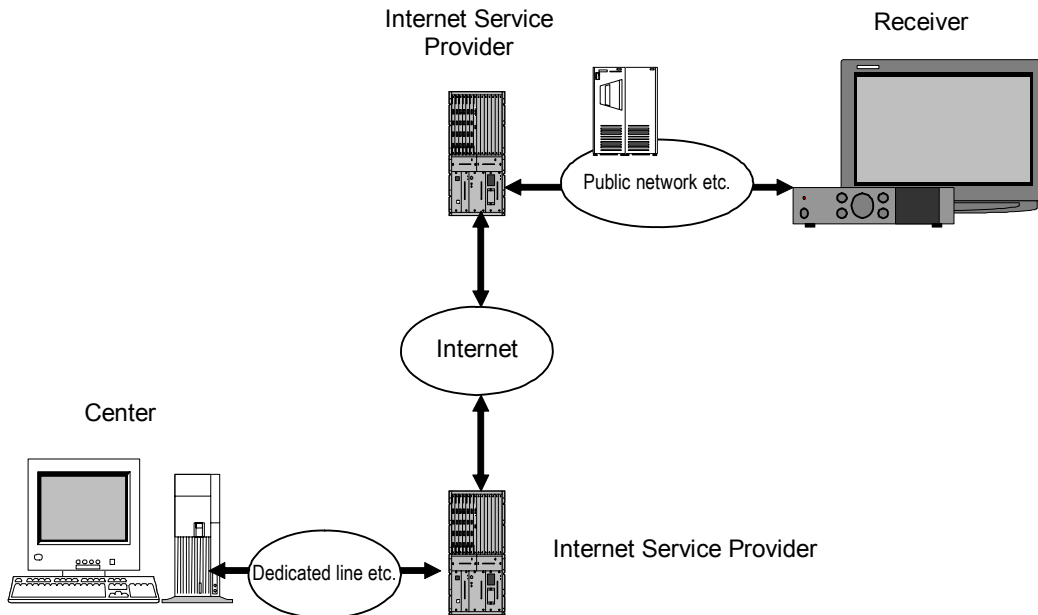 Internet Service
Provider
Receiver
Public network etc.
Internet
Center
Internet Service Provider
Dedicated line etc.